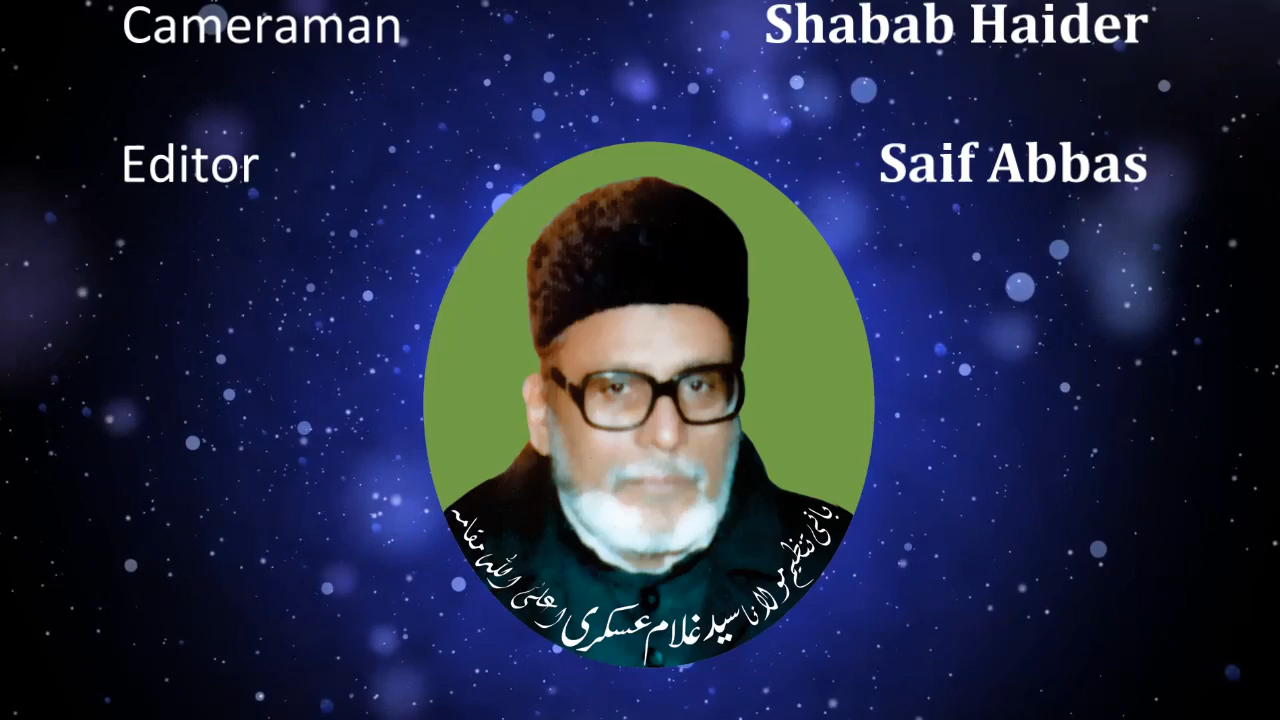 Cameraman Shabab Haider
Editor Saif Abbas
بانیٔ تنظیم مولانا سید غلام عسکری اعلیٰ اللہ مقامہ